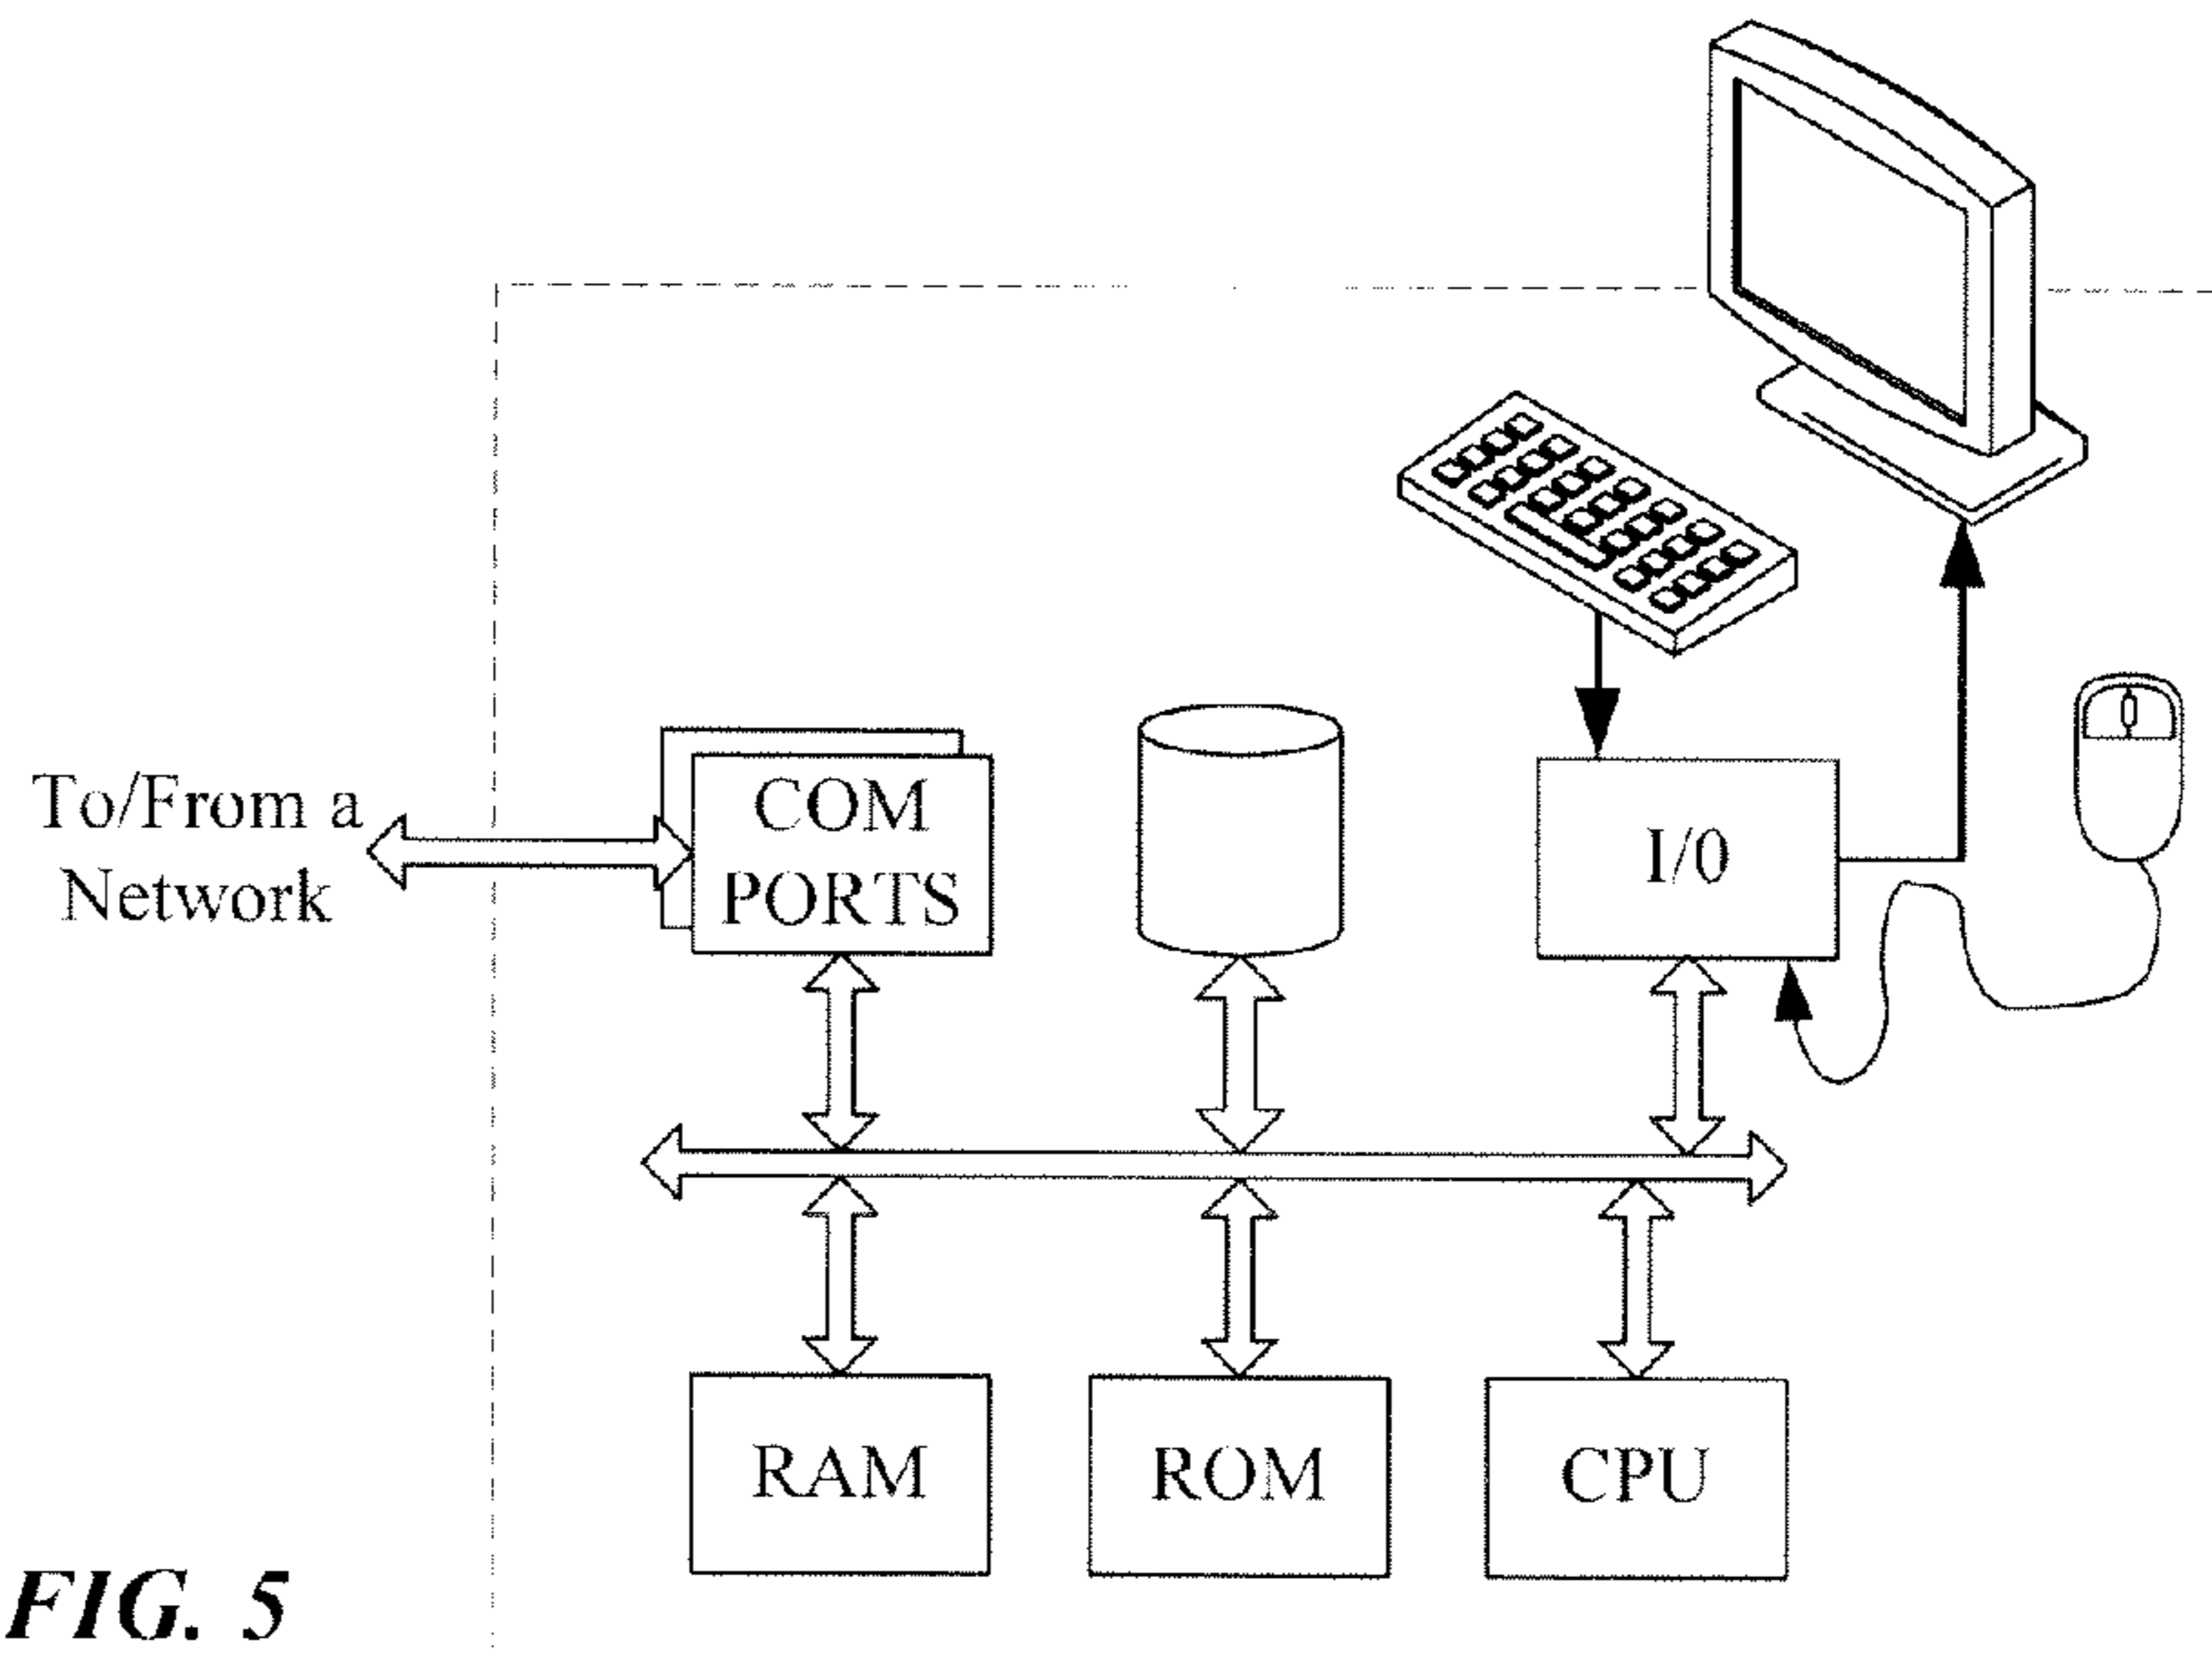 To/From a
Network
COM
PORTS
I/0
RAM
ROM
CPU
FIG. 5